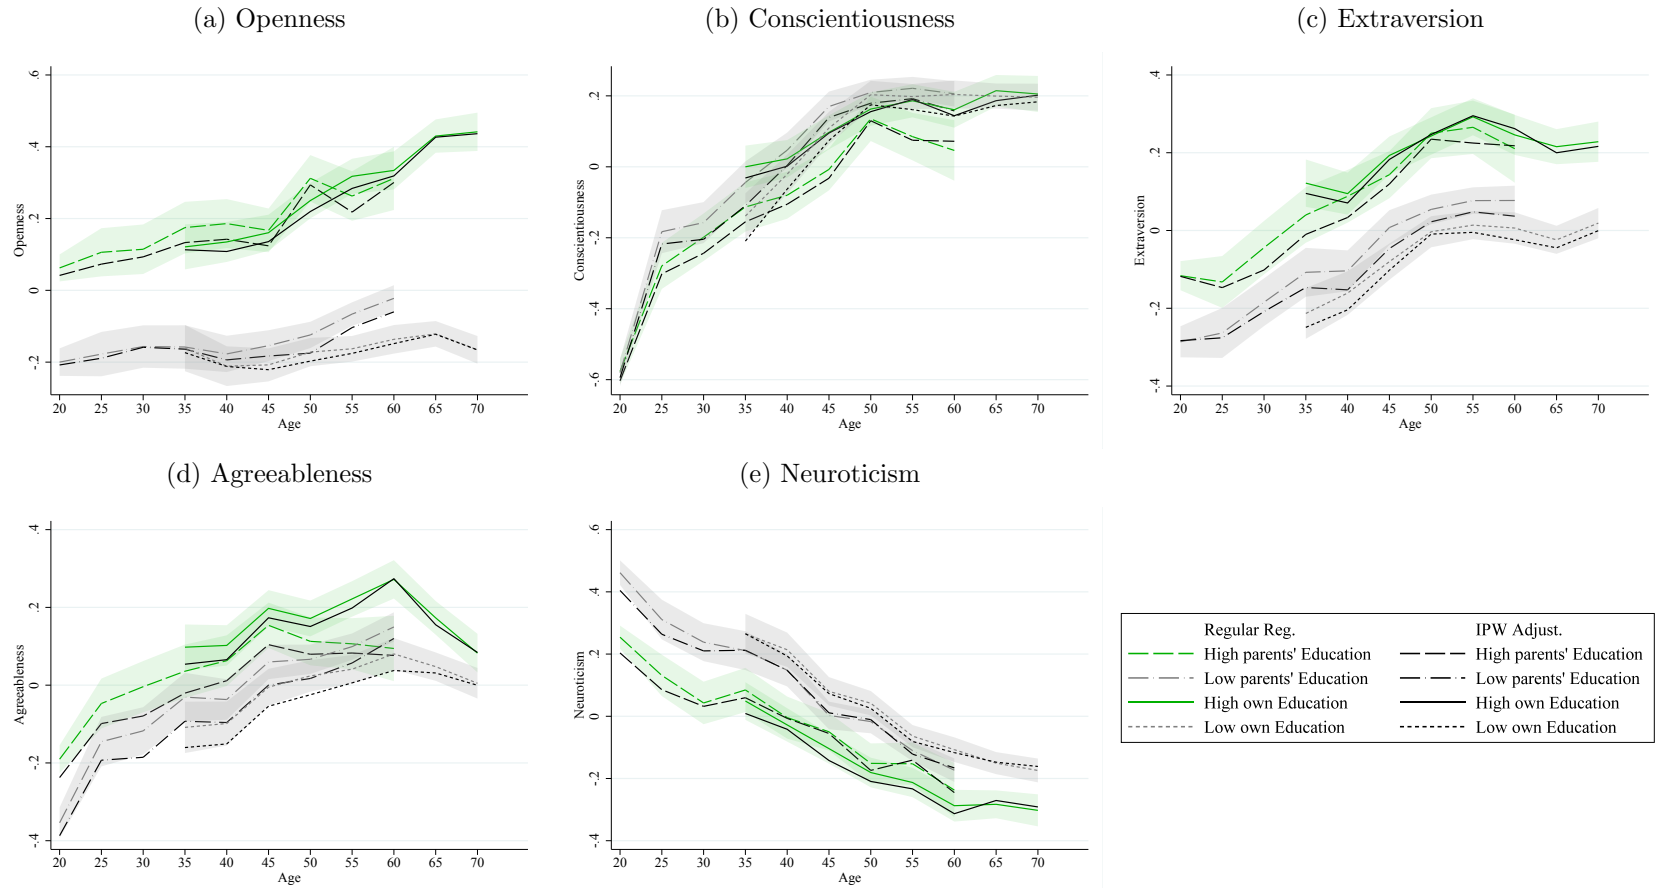 (a) Openness
.6
.4
.2
0
-.2
Openness
20 25 30 35 40 45 50 55 60 65 70
Age
(b) Conscientiousness
.2
0
-.2
-.4
-.6
Conscientiousness
20 25 30 35 40 45 50 55 60 65 70
Age
(c) Extraversion
.4
.2
0
-.2
-.4
Extraversion
20 25 30 35 40 45 50 55 60 65 70
Age
(d) Agreeableness
.4
.2
0
-.2
-.4
Agreeableness
20 25 30 35 40 45 50 55 60 65 70
Age
(e) Neuroticism
.6
.4
.2
0
-.2
-.4
Neuroticism
20 25 30 35 40 45 50 55 60 65 70
Age
Regular Reg. IPW Adjust.
High parents' Education High parents' Education
Low parents' Education Low parents' Education
High own Education High own Education
Low own Education Low own Education